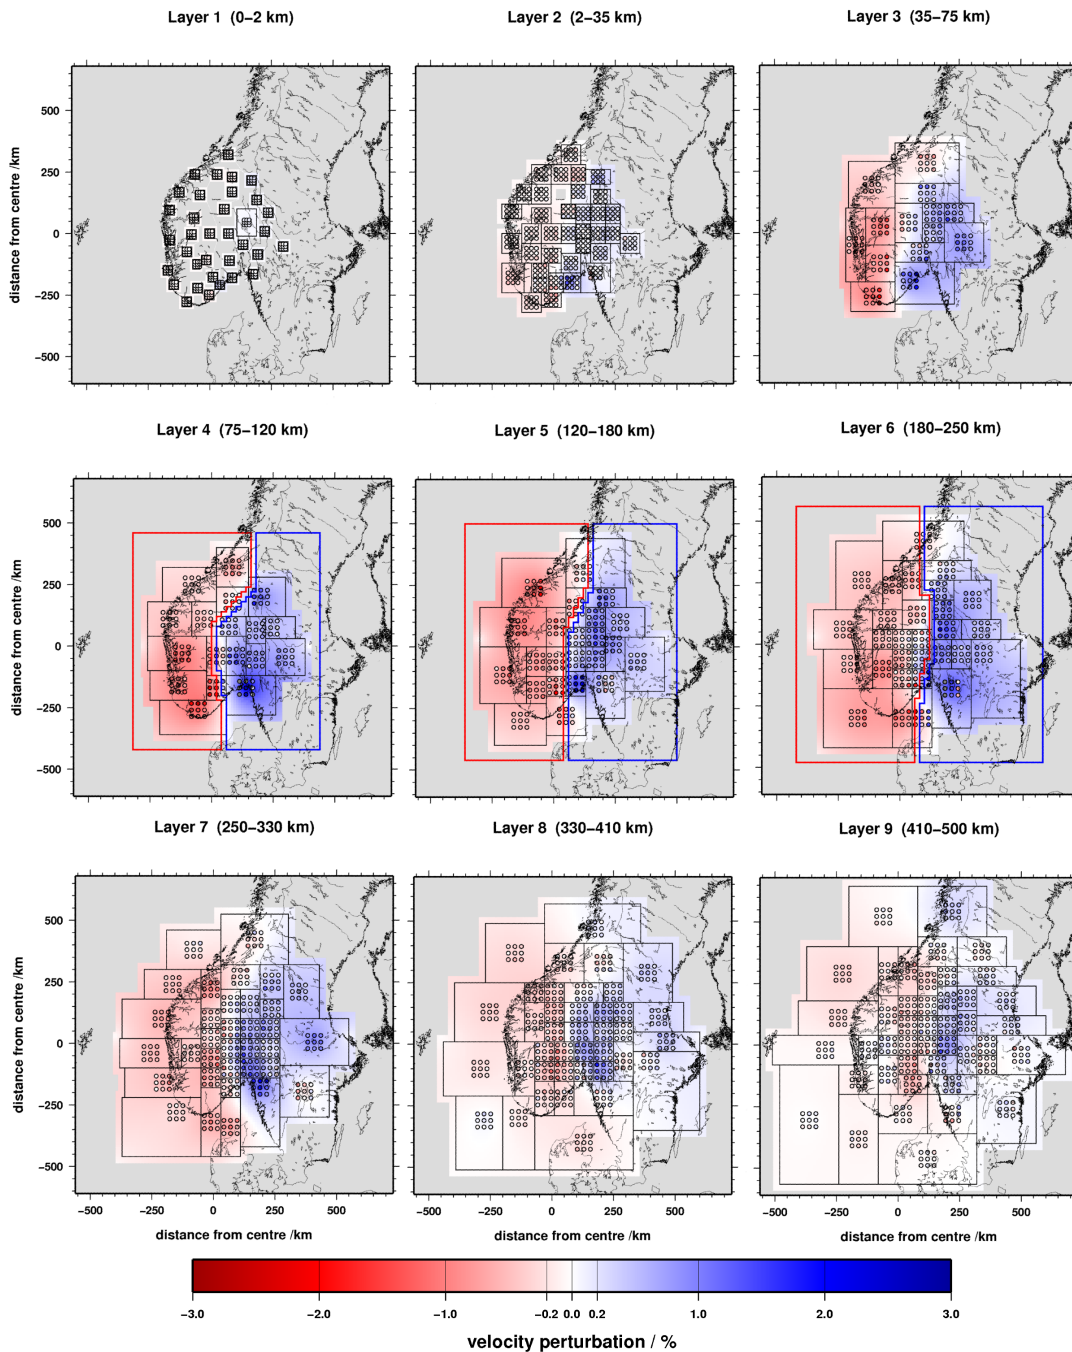 Layer 1 (0–2 km)
Layer 2 (2–35 km)
Layer 3 (35–75 km)
distance from centre /km
500
250
0
−250
−500
Layer 4 (75–120 km)
Layer 5 (120–180 km)
Layer 6 (180–250 km)
distance from centre /km
500
250
0
−250
−500
Layer 7 (250–330 km)
Layer 8 (330–410 km)
Layer 9 (410–500 km)
distance from centre /km
500
250
0
−250
−500
−500 −250 0 250 500
−500 −250 0 250 500
−500 −250 0 250 500
distance from centre /km
distance from centre /km
distance from centre /km
−3.0 −2.0 −1.0 −0.2 0.0 0.2 1.0 2.0 3.0
velocity perturbation / %